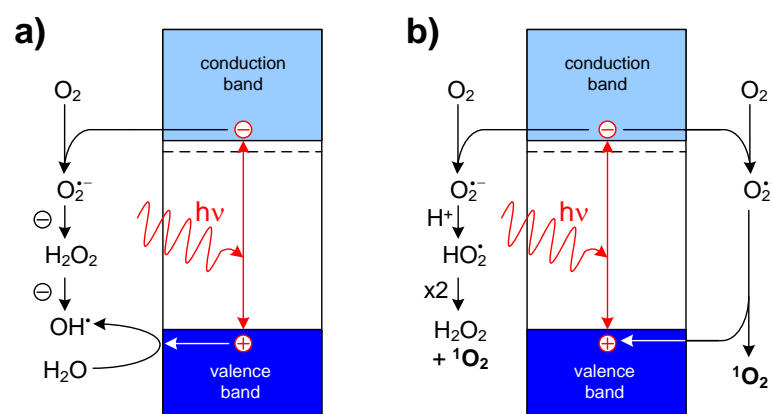 a)
conduction
band
O₂
⊖
O₂•⁻
⊖
hν
H₂O₂
⊖
OH•
⊕
H₂O
valence
band
b)
conduction
band
O₂
O₂
⊖
O₂•⁻
O₂•⁻
H⁺
hν
HO₂•
x2
H₂O₂
+ ¹O₂
⊕
valence
band
¹O₂